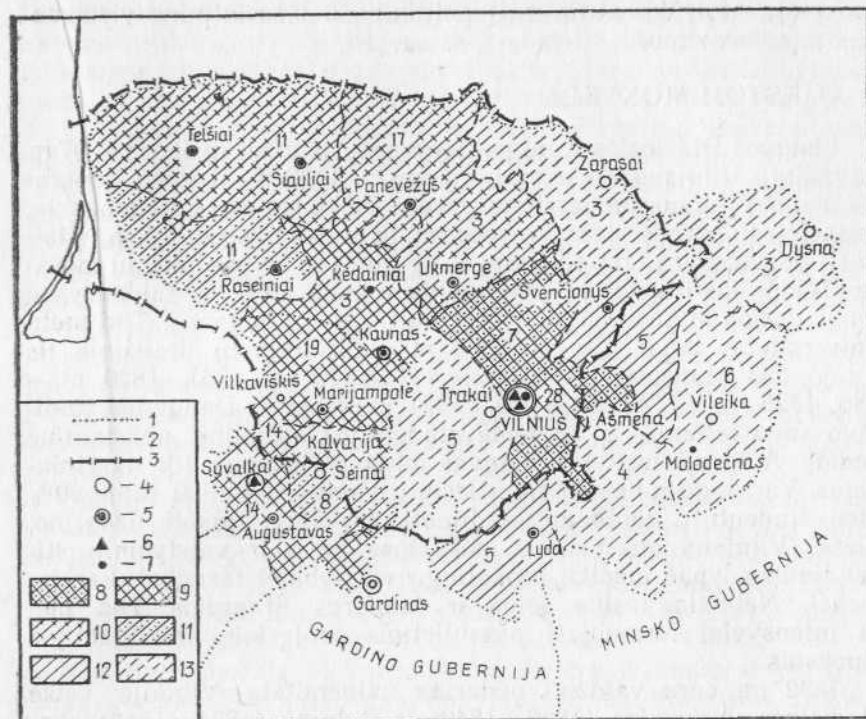 Telšiai
11
17
Šiauliai
Panevėžys
Zarasai
3
3
Dysna
3
11
Raseiniai
Kėdainiai
Ukmergė
Švenčionys
3
7
5
19
Kaunas
6
Vilkaviškis
Trakai
28
Vileika
Marijampolė
VILNIUS
Ašmena
14
Kalvarija
5
Molodečna
Suvalkai
Seinai
4
14
8
Augustavas
5
Lyda
Gardinas
GARDINO GUBERNIJA
MINSKO GUBERNIJA
1
2
3
4
5
6
7
8
9
10
11
12
13